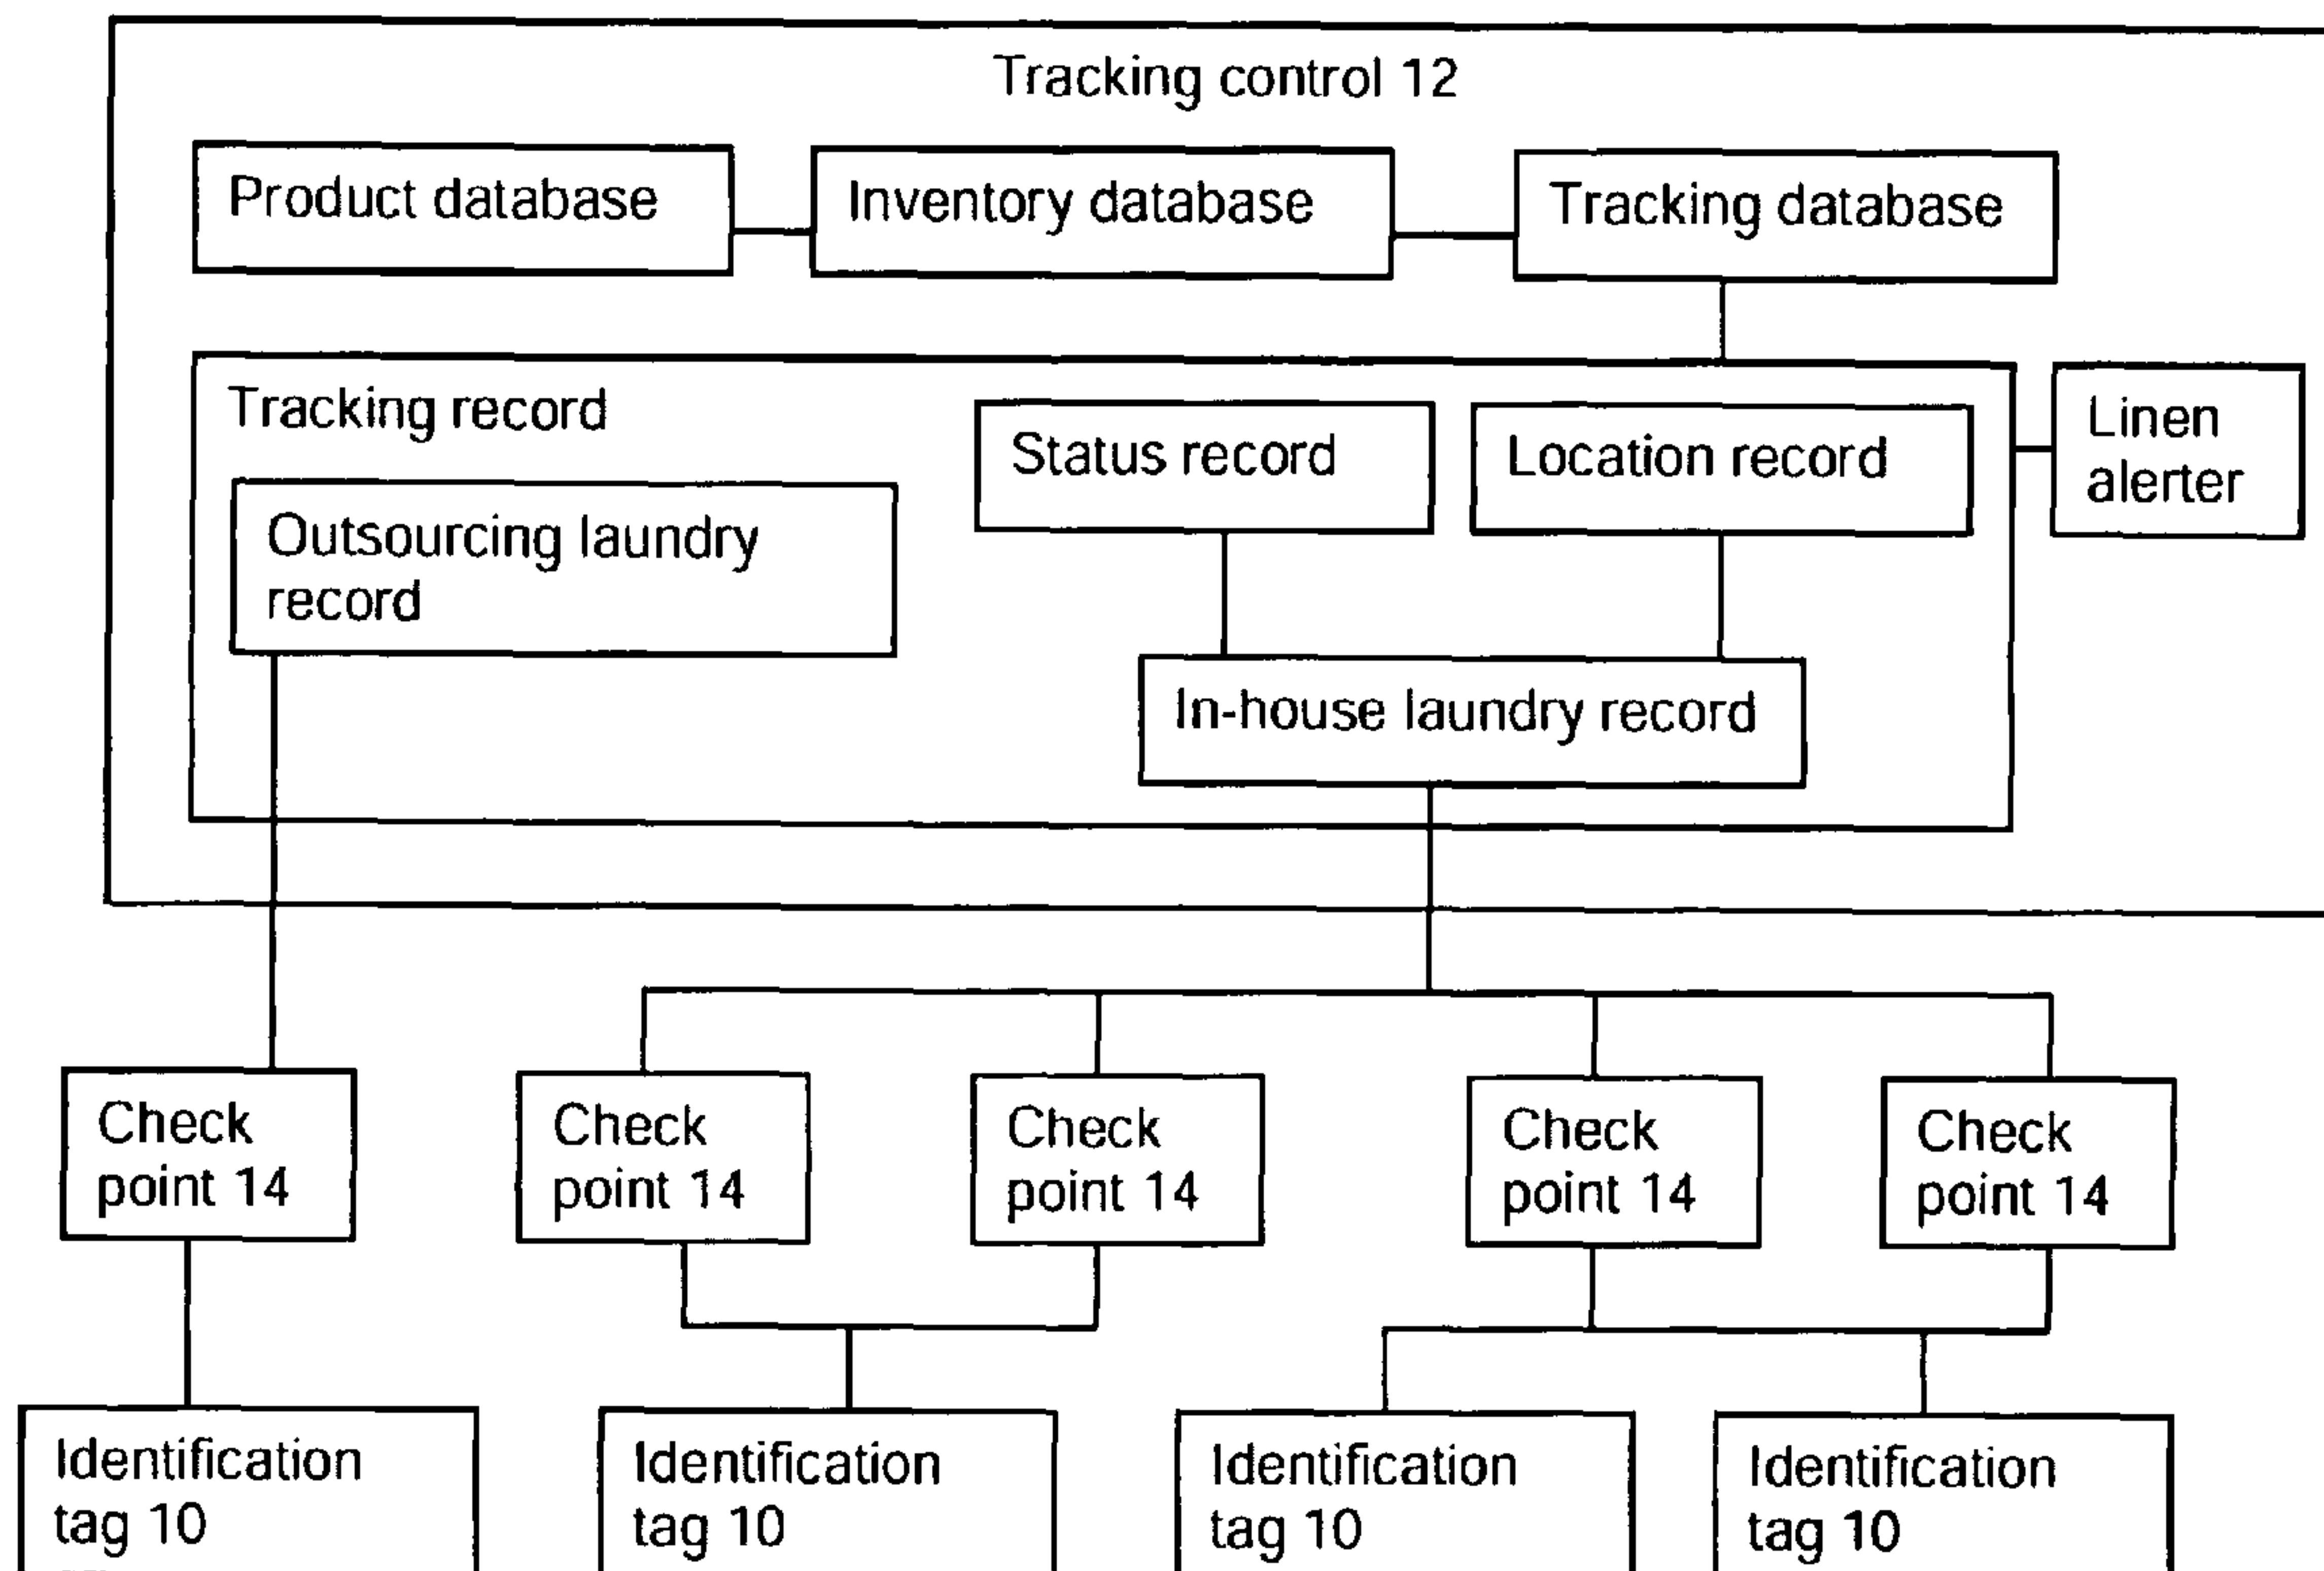 Tracking control 12
Product database
Inventory database
Tracking database
Tracking record
Status record
Location record
Linen
alerter
Outsourcing laundry
record
In-house laundry record
Check
point 14
Check
point 14
Check
point 14
Check
point 14
Check
point 14
Identification
tag 10
Identification
tag 10
Identification
tag 10
Identification
tag 10